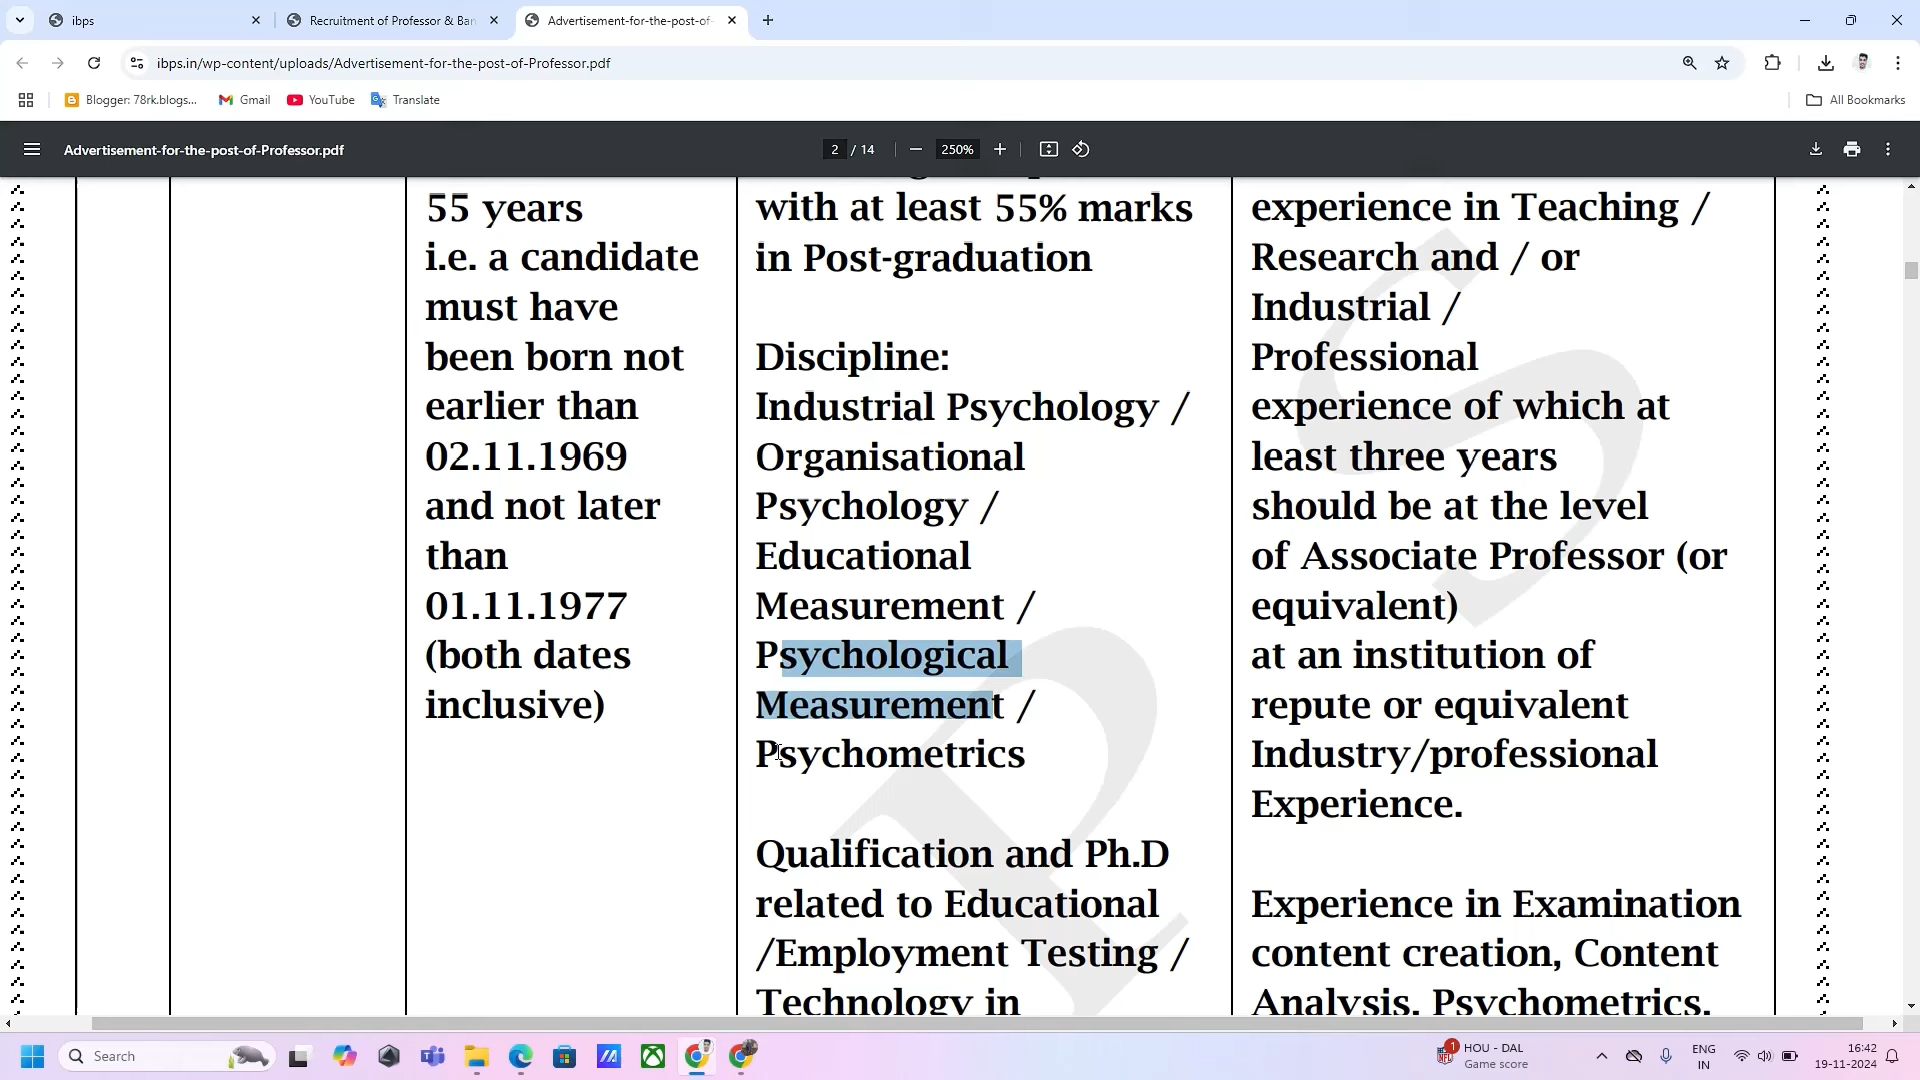 ibps
Recruitment of Professor & Ban
Advertisement-for-the-post-of-
ibps.in/wp-content/uploads/Advertisement-for-the-post-of-Professor.pdf
Blogger: 78rk.blogs...
Gmail
YouTube
Translate
All Bookmarks
Advertisement-for-the-post-of-Professor.pdf
2 / 14
250%
55 years
i.e. a candidate
must have
been born not
earlier than
02.11.1969
and not later
than
01.11.1977
(both dates
inclusive)
with at least 55% marks
in Post-graduation
Discipline:
Industrial Psychology /
Organisational
Psychology /
Educational
Measurement /
Psychological
Measurement /
Psychometrics
Qualification and Ph.D
related to Educational
/Employment Testing /
Technology in
experience in Teaching /
Research and / or
Industrial /
Professional
experience of which at
least three years
should be at the level
of Associate Professor (or
equivalent)
at an institution of
repute or equivalent
Industry/professional
Experience.
Experience in Examination
content creation, Content
Analysis, Psychometrics,
P S
Search
1
HOU - DAL
Game score
ENG
IN
16:42
19-11-2024